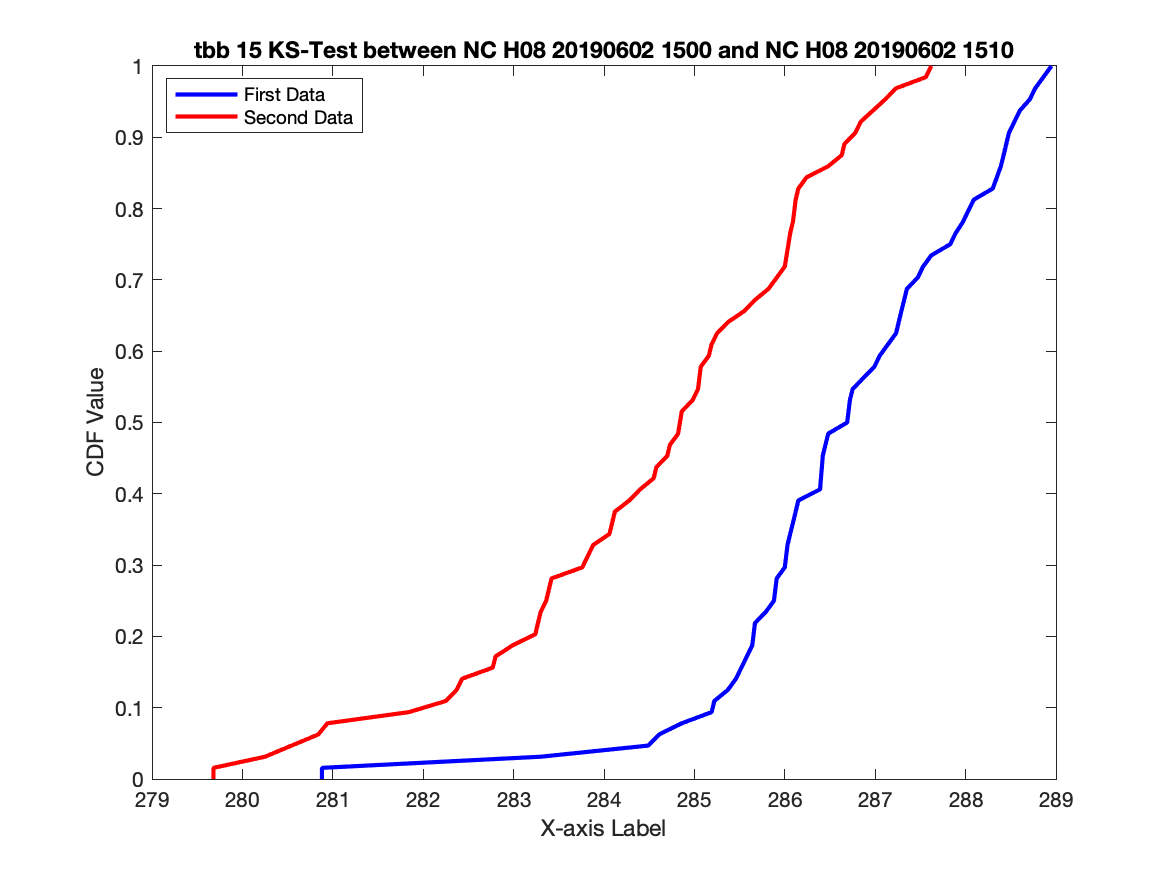 tbb 15 KS-Test between NC H08 20190602 1500 and NC H08 20190602 1510
First Data
Second Data
1
0.9
0.8
0.7
0.6
0.5
0.4
0.3
0.2
0.1
0
CDF Value
279 280 281 282 283 284 285 286 287 288 289
X-axis Label